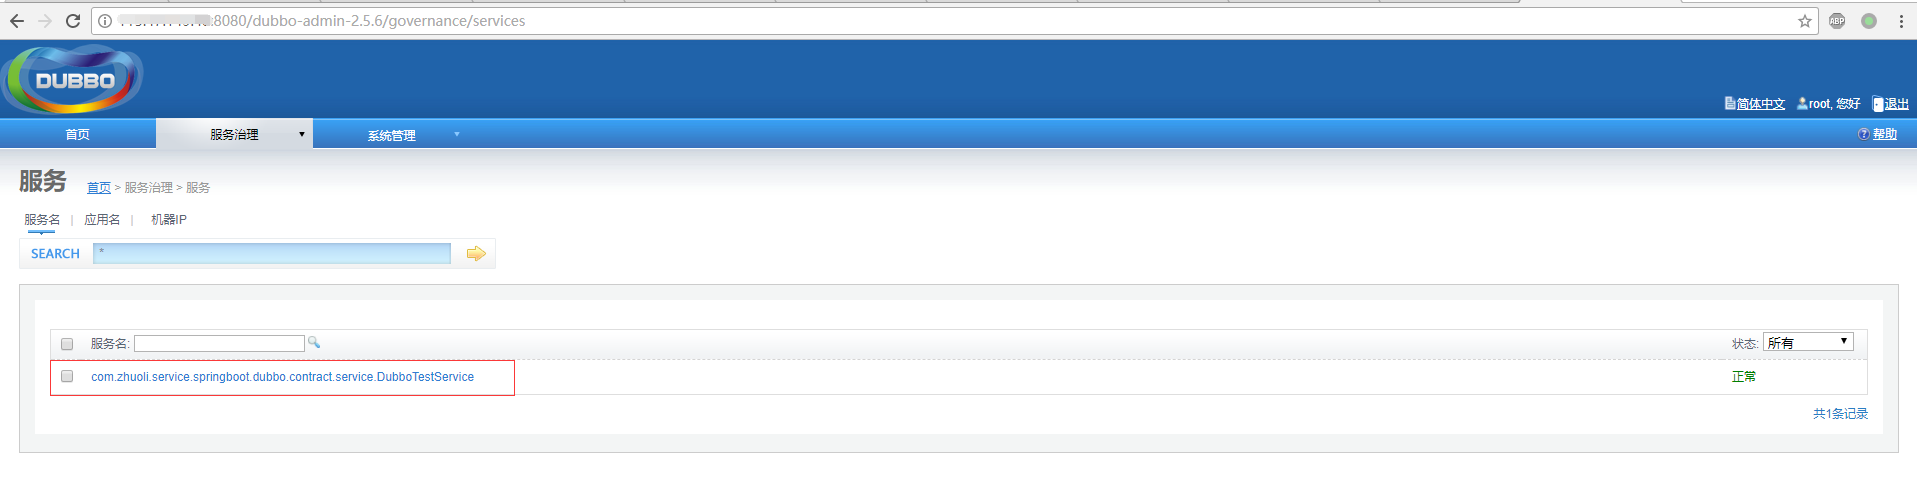 :8080/dubbo-admin-2.5.6/governance/services
ABP
DUBBO
简体中文 root, 您好 退出
首页 服务治理 系统管理 帮助
服务 首页 > 服务治理 > 服务
服务名 | 应用名 | 机器IP
SEARCH *
服务名: 状态: 所有
com.zhuoli.service.springboot.dubbo.contract.service.DubboTestService 正常
共1条记录